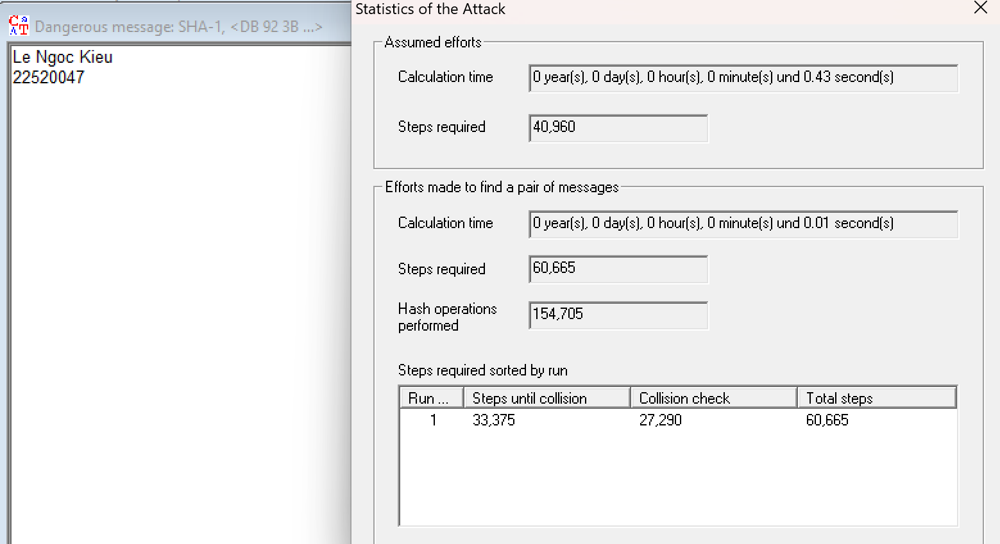 Dangerous message: SHA-1, <DB 92 3B ...>
Le Ngoc Kieu
22520047
Statistics of the Attack
Assumed efforts
Calculation time 0 year(s), 0 day(s), 0 hour(s), 0 minute(s) und 0.43 second(s)
Steps required 40,960
Efforts made to find a pair of messages
Calculation time 0 year(s), 0 day(s), 0 hour(s), 0 minute(s) und 0.01 second(s)
Steps required 60,665
Hash operations
performed 154,705
Steps required sorted by run
Run ... Steps until collision Collision check Total steps
1 33,375 27,290 60,665